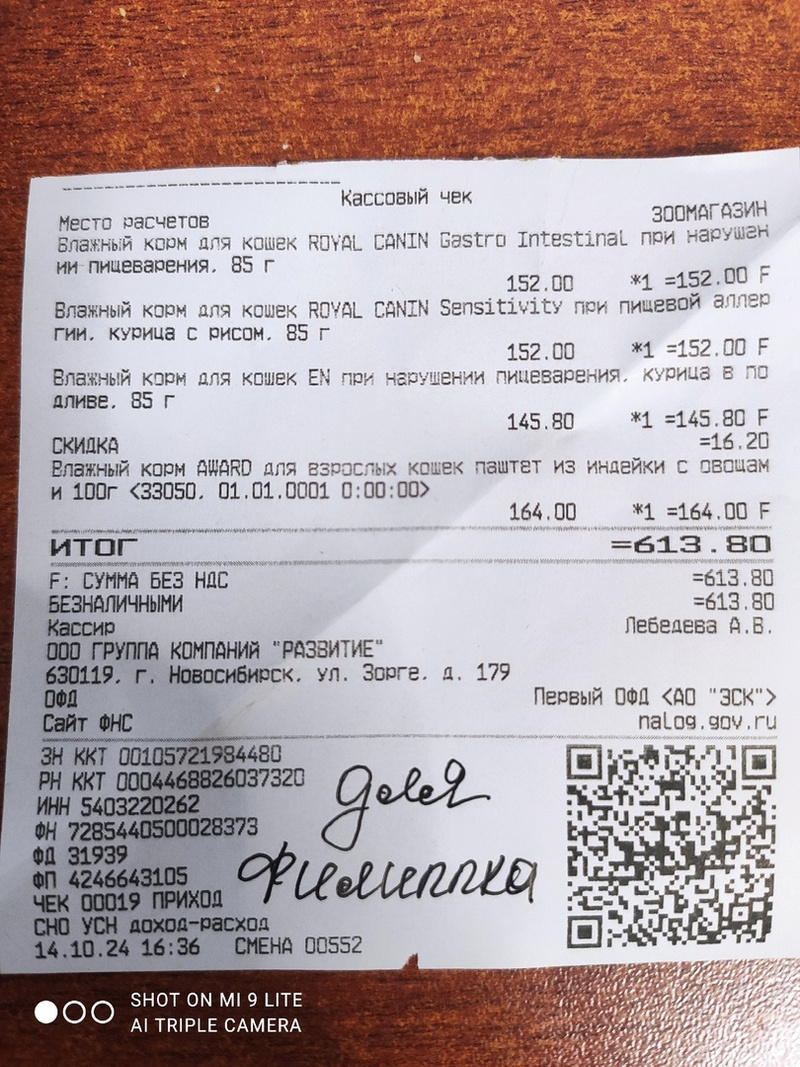 Кассовый чек
Место расчетов ЗООМАГАЗИН
Влажный корм для кошек ROYAL CANIN Gastro Intestinal при нарушен
ии пищеварения, 85 г
152.00 *1 =152.00 F
Влажный корм для кошек ROYAL CANIN Sensitivity при пищевой аллер
гии, курица с рисом, 85 г
152.00 *1 =152.00 F
Влажный корм для кошек EN при нарушении пищеварения, курица в по
дливе, 85 г
145.80 *1 =145.80 F
СКИДКА =16.20
Влажный корм AWARD для взрослых кошек паштет из индейки с овощам
и 100г <33050, 01.01.0001 0:00:00>
164.00 *1 =164.00 F
ИТОГ =613.80
F: СУММА БЕЗ НДС =613.80
БЕЗНАЛИЧНЫМИ =613.80
Кассир Лебедева А.В.
ООО ГРУППА КОМПАНИЙ "РАЗВИТИЕ"
630119, г. Новосибирск, ул. Зорге, д. 179
ОФД Первый ОФД <АО "ЭСК">
Сайт ФНС nalog.gov.ru
ЗН ККТ 00105721984480
РН ККТ 0004468826037320
ИНН 5403220262
ФН 7285440500028373
ФД 31939
ФП 4246643105
ЧЕК 00019 ПРИХОД
СНО УСН доход-расход
14.10.24 16:36 СМЕНА 00552
для
Филиппка
SHOT ON MI 9 LITE
AI TRIPLE CAMERA